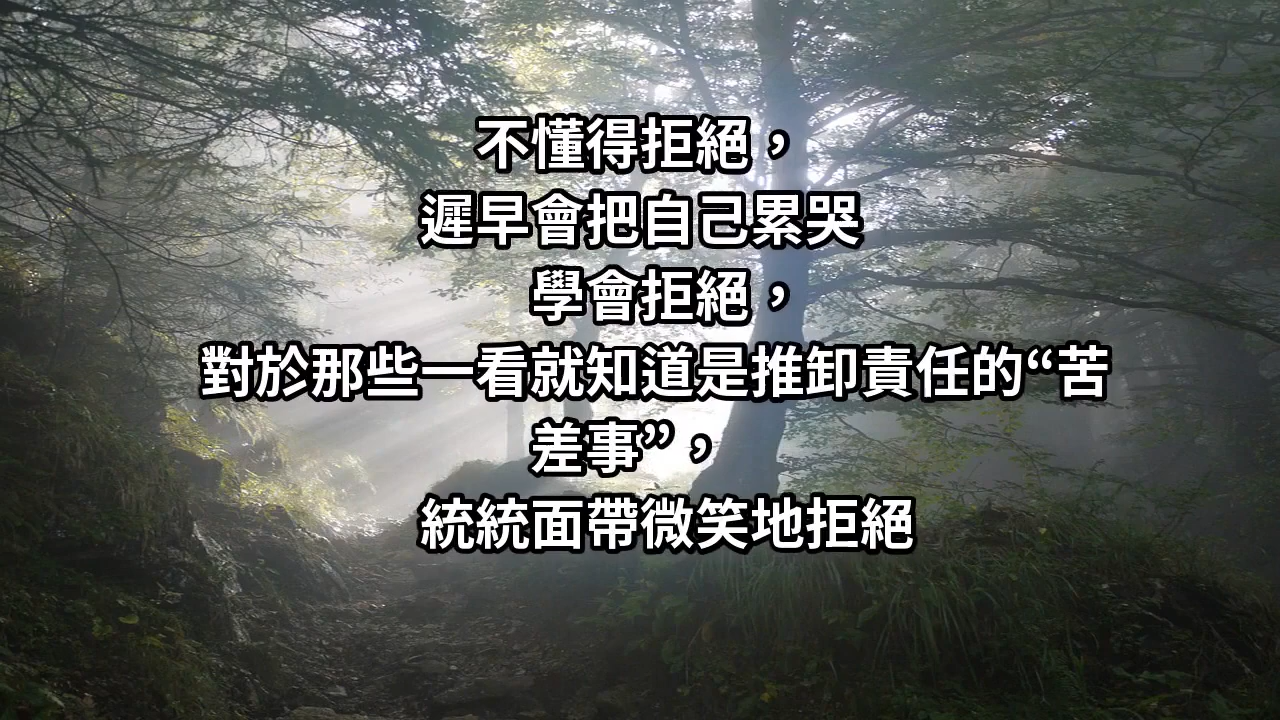 不懂得拒絕，
遲早會把自己累哭
學會拒絕，
對於那些一看就知道是推卸責任的“苦
差事”，
統統面帶微笑地拒絕